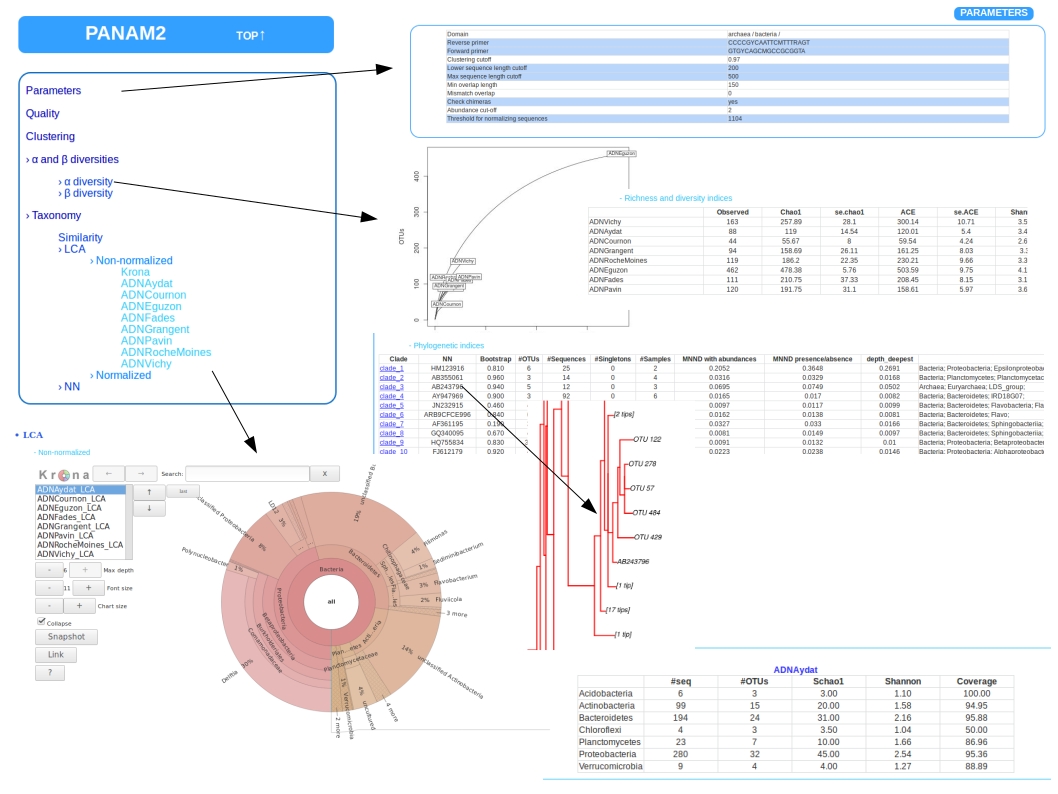 PARAMETERS
PANAM2 TOP↑
Parameters
Quality
Clustering
› α and β diversities
› α diversity
› β diversity
› Taxonomy
Similarity
› LCA
› Non-normalized
Krona
ADNAydat
ADNCournon
ADNEguzon
ADNFades
ADNGrangent
ADNPavin
ADNRocheMoines
ADNVichy
› Normalized
› NN
Domain archaea / bacteria /
Reverse primer CCCCGYCAATTCMTTTRAGT
Forward primer GTGYCAGCMGCCGCGGTA
Clustering cutoff 0.97
Lower sequence length cutoff 200
Max sequence length cutoff 500
Min overlap length 150
Mismatch overlap 0
Check chimeras yes
Abundance cut-off 2
Threshold for normalizing sequences 1104
OTUs
400
300
200
100
0
ADNEguzon
ADNVichy
ADNPavin
ADNGrangent
ADNCournon
- Richness and diversity indices
Observed Chao1 se.chao1 ACE se.ACE Shan
ADNVichy 163 257.89 28.1 300.14 10.71 3.5
ADNAydat 88 119 14.54 120.01 5.4 3.4
ADNCournon 44 55.67 8 59.54 4.24 2.6
ADNGrangent 94 158.69 26.11 161.25 8.03 3.1
ADNRocheMoines 119 186.2 22.35 230.21 9.66 3.3
ADNEguzon 462 478.38 5.76 503.59 9.75 4.1
ADNFades 111 210.75 37.33 208.45 8.15 3.1
ADNPavin 120 191.75 31.1 158.61 5.97 3.6
- Phylogenetic indices
Clade NN Bootstrap #OTUs #Sequences #Singletons #Samples MNND with abundances MNND presence/absence depth_deepest
clade_1 HM123916 0.810 6 25 0 2 0.2052 0.3648 0.2691 Bacteria; Proteobacteria; Epsilonproteobac
clade_2 AB355061 0.960 3 14 0 4 0.0316 0.0329 0.0168 Bacteria; Planctomycetes; Planctomycetac
clade_3 AB243796 0.940 5 12 0 3 0.0695 0.0749 0.0502 Archaea; Euryarchaea; LDS_group;
clade_4 AY947969 0.900 3 92 0 6 0.0165 0.017 0.0082 Bacteria; Bacteroidetes; IRD18G07;
clade_5 JN232915 0.460 0.0097 0.0117 0.0099 Bacteria; Bacteroidetes; Flavobacteria; Fla
clade_6 ARB9CFCE996 0.840 0.0162 0.0138 0.0081 Bacteria; Bacteroidetes; Flavo;
clade_7 AF361195 0.190 0.0327 0.033 0.0166 Bacteria; Bacteroidetes; Sphingobacteriia;
clade_8 GQ340095 0.670 0.0081 0.0149 0.0097 Bacteria; Bacteroidetes; Sphingobacteriia;
clade_9 HQ755834 0.830 0.0091 0.0132 0.01 Bacteria; Bacteroidetes; Proteobacter
clade_10 FJ612179 0.920 0.0223 0.0238 0.0146 Bacteria; Proteobacteria; Alphaproteobact
[2 tips]
OTU 122
OTU 278
OTU 57
OTU 484
OTU 429
AB243796
[1 tip]
[17 tips]
[1 tip]
• LCA
- Non-normalized
Krona ← → Search: x
ADNAydat_LCA
ADNCournon_LCA
ADNEguzon_LCA
ADNFades_LCA
ADNGrangent_LCA
ADNPavin_LCA
ADNRocheMoines_LCA
ADNVichy_LCA
↑ last
↓
- 6 + Max depth
- 11 + Font size
- + Chart size
Collapse
Snapshot
Link
?
all
Bacteria
Proteobacteria
Betaproteobacteria
Burkholderiales
Comamonadaceae
Delftia 30%
Polynucleobacter 1%
8%
3%
19%
Bacteroidetes
Chitinophagaceae
4% Filimonas
1% Sediminibacterium
3% Flavobacterium
2% Fluviicola
3 more
14% unclassified Actinobacteria
Plan...etes
Planctomycetaceae
4% uncultured
4 more
1% Verrucomicrobia
2 more
ADNAydat
#seq #OTUs Schao1 Shannon Coverage
Acidobacteria 6 3 3.00 1.10 100.00
Actinobacteria 99 15 20.00 1.58 94.95
Bacteroidetes 194 24 31.00 2.16 95.88
Chloroflexi 4 3 3.50 1.04 50.00
Planctomycetes 23 7 10.00 1.66 86.96
Proteobacteria 280 32 45.00 2.54 95.36
Verrucomicrobia 9 4 4.00 1.27 88.89